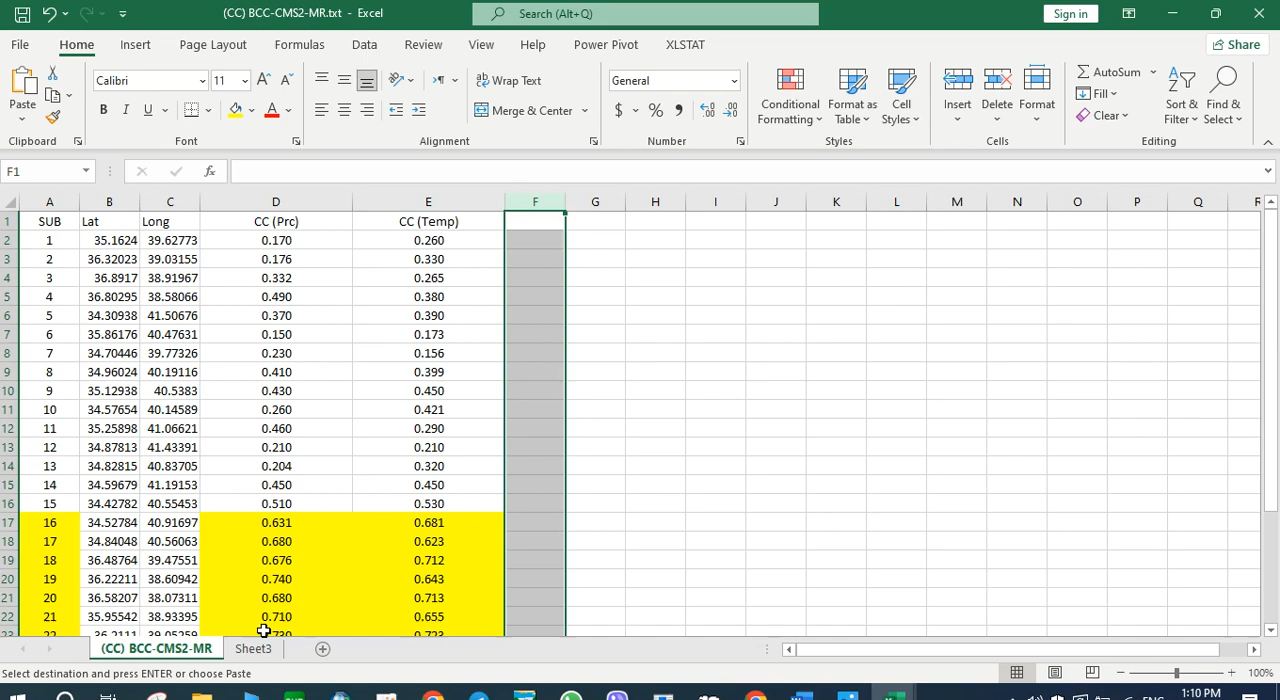 (CC) BCC-CMS2-MR.txt - Excel
Search (Alt+Q)
Sign in
File Home Insert Page Layout Formulas Data Review View Help Power Pivot XLSTAT
Share
Paste
Calibri 11
Wrap Text
General
Conditional Formatting
Format as Table
Cell Styles
Insert Delete Format
AutoSum
Fill
Clear
Sort & Filter
Find & Select
B I U
Merge & Center
$ %
Clipboard Font Alignment Number Styles Cells Editing
F1
fx
A B C D E F G H I J K L M N O P Q R
1 SUB Lat Long CC (Prc) CC (Temp)
2 1 35.1624 39.62773 0.170 0.260
3 2 36.32023 39.03155 0.176 0.330
4 3 36.8917 38.91967 0.332 0.265
5 4 36.80295 38.58066 0.490 0.380
6 5 34.30938 41.50676 0.370 0.390
7 6 35.86176 40.47631 0.150 0.173
8 7 34.70446 39.77326 0.230 0.156
9 8 34.96024 40.19116 0.410 0.399
10 9 35.12938 40.5383 0.430 0.450
11 10 34.57654 40.14589 0.260 0.421
12 11 35.25898 41.06621 0.460 0.290
13 12 34.87813 41.43391 0.210 0.210
14 13 34.82815 40.83705 0.204 0.320
15 14 34.59679 41.19153 0.450 0.450
16 15 34.42782 40.55453 0.510 0.530
17 16 34.52784 40.91697 0.631 0.681
18 17 34.84048 40.56063 0.680 0.623
19 18 36.48764 39.47551 0.676 0.712
20 19 36.22211 38.60942 0.740 0.643
21 20 36.58207 38.07311 0.680 0.713
22 21 35.95542 38.93395 0.710 0.655
23 22 36.2111 39.05259 0.723
(CC) BCC-CMS2-MR Sheet3
Select destination and press ENTER or choose Paste
100%
1:10 PM